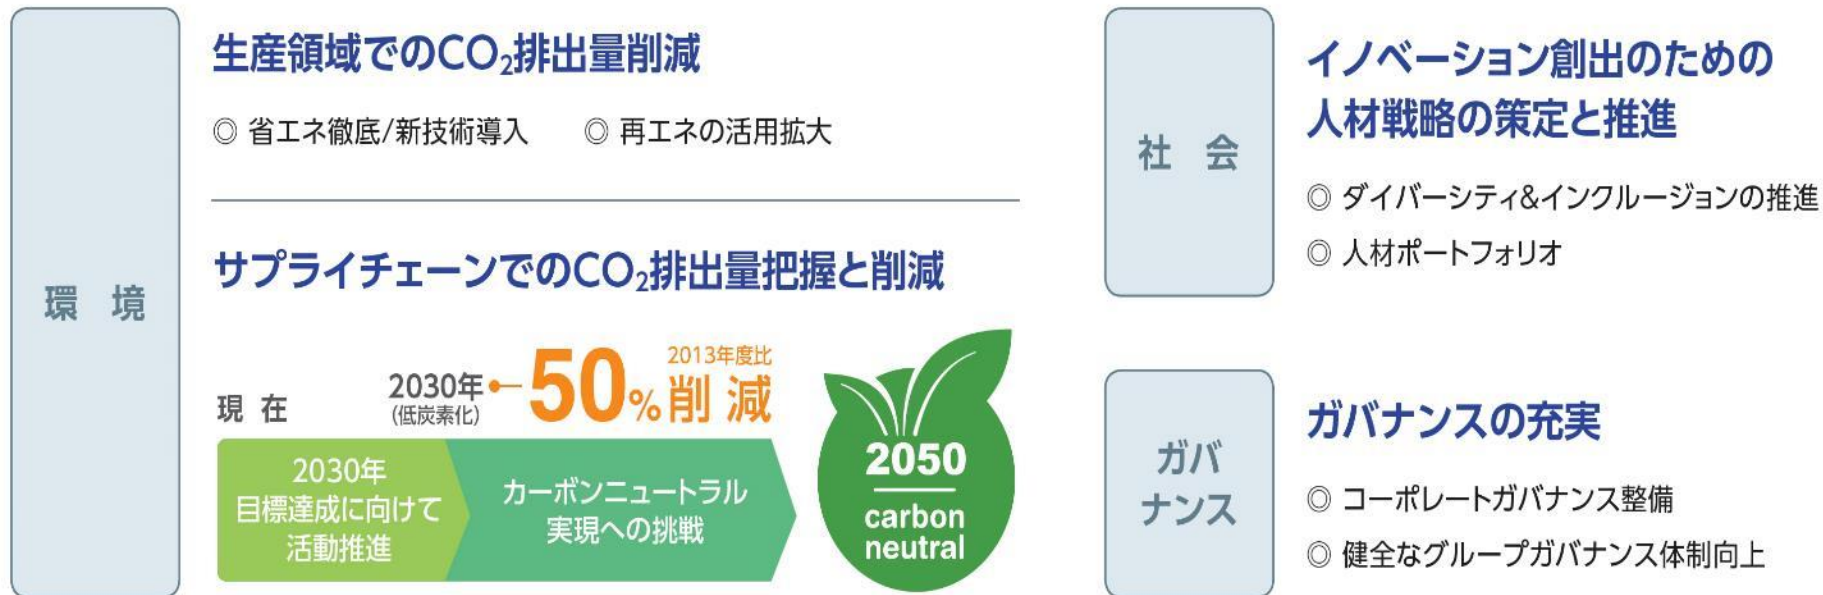 環 境
生産領域でのCO₂排出量削減
◎ 省エネ徹底/新技術導入 ◎ 再エネの活用拡大
サプライチェーンでのCO₂排出量把握と削減
現 在
2030年
(低炭素化)
50%削減
2013年度比
2030年
目標達成に向けて
活動推進
カーボンニュートラル
実現への挑戦
2050
carbon
neutral
社 会
イノベーション創出のための
人材戦略の策定と推進
◎ ダイバーシティ&インクルージョンの推進
◎ 人材ポートフォリオ
ガバ
ナンス
ガバナンスの充実
◎ コーポレートガバナンス整備
◎ 健全なグループガバナンス体制向上